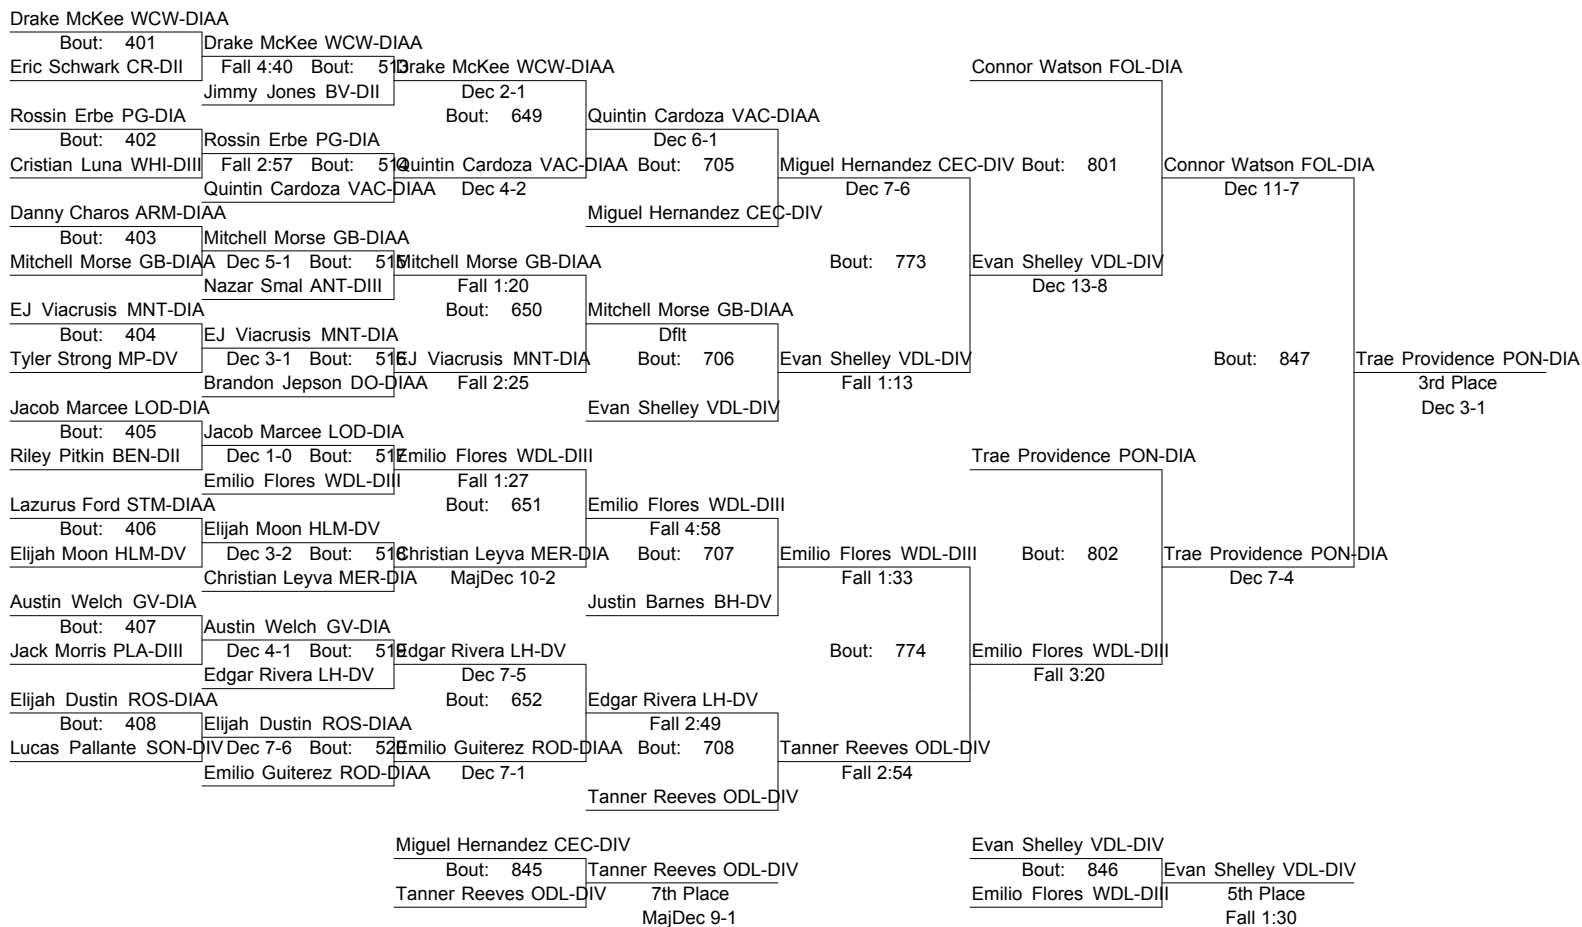 Drake McKee WCW-DIAA
Bout: 401 Drake McKee WCW-DIAA
Eric Schwark CR-DII Fall 4:40 Bout: 513 Drake McKee WCW-DIAA Connor Watson FOL-DIA
Jimmy Jones BV-DII Dec 2-1
Rossin Erbe PG-DIA Bout: 649 Quintin Cardoza VAC-DIAA
Bout: 402 Rossin Erbe PG-DIA Dec 6-1
Cristian Luna WHI-DIII Fall 2:57 Bout: 514 Quintin Cardoza VAC-DIAA Bout: 705 Miguel Hernandez CEC-DIV Bout: 801 Connor Watson FOL-DIA
Quintin Cardoza VAC-DIAA Dec 4-2 Dec 7-6 Dec 11-7
Danny Charos ARM-DIAA Miguel Hernandez CEC-DIV
Bout: 403 Mitchell Morse GB-DIAA
Mitchell Morse GB-DIAA Dec 5-1 Bout: 515 Mitchell Morse GB-DIAA Bout: 773 Evan Shelley VDL-DIV
Nazar Smal ANT-DIII Fall 1:20 Dec 13-8
EJ Viacrusis MNT-DIA Bout: 650 Mitchell Morse GB-DIAA
Bout: 404 EJ Viacrusis MNT-DIA Dflt
Tyler Strong MP-DV Dec 3-1 Bout: 516 EJ Viacrusis MNT-DIA Bout: 706 Evan Shelley VDL-DIV Bout: 847 Trae Providence PON-DIA
Brandon Jepson DO-DIAA Fall 2:25 Fall 1:13 3rd Place
Jacob Marcee LOD-DIA Evan Shelley VDL-DIV Dec 3-1
Bout: 405 Jacob Marcee LOD-DIA
Riley Pitkin BEN-DII Dec 1-0 Bout: 517 Emilio Flores WDL-DIII Trae Providence PON-DIA
Emilio Flores WDL-DIII Fall 1:27
Lazurus Ford STM-DIAA Bout: 651 Emilio Flores WDL-DIII
Bout: 406 Elijah Moon HLM-DV Fall 4:58
Elijah Moon HLM-DV Dec 3-2 Bout: 518 Christian Leyva MER-DIA Bout: 707 Emilio Flores WDL-DIII Bout: 802 Trae Providence PON-DIA
Christian Leyva MER-DIA MajDec 10-2 Fall 1:33 Dec 7-4
Austin Welch GV-DIA Justin Barnes BH-DV
Bout: 407 Austin Welch GV-DIA
Jack Morris PLA-DIII Dec 4-1 Bout: 519 Edgar Rivera LH-DV Bout: 774 Emilio Flores WDL-DIII
Edgar Rivera LH-DV Dec 7-5 Fall 3:20
Elijah Dustin ROS-DIAA Bout: 652 Edgar Rivera LH-DV
Bout: 408 Elijah Dustin ROS-DIAA Fall 2:49
Lucas Pallante SON-DIV Dec 7-6 Bout: 520 Emilio Guiterez ROD-DIAA Bout: 708 Tanner Reeves ODL-DIV
Emilio Guiterez ROD-DIAA Dec 7-1 Fall 2:54
Tanner Reeves ODL-DIV
Miguel Hernandez CEC-DIV Evan Shelley VDL-DIV
Bout: 845 Tanner Reeves ODL-DIV Bout: 846 Evan Shelley VDL-DIV
Tanner Reeves ODL-DIV 7th Place Emilio Flores WDL-DIII 5th Place
MajDec 9-1 Fall 1:30